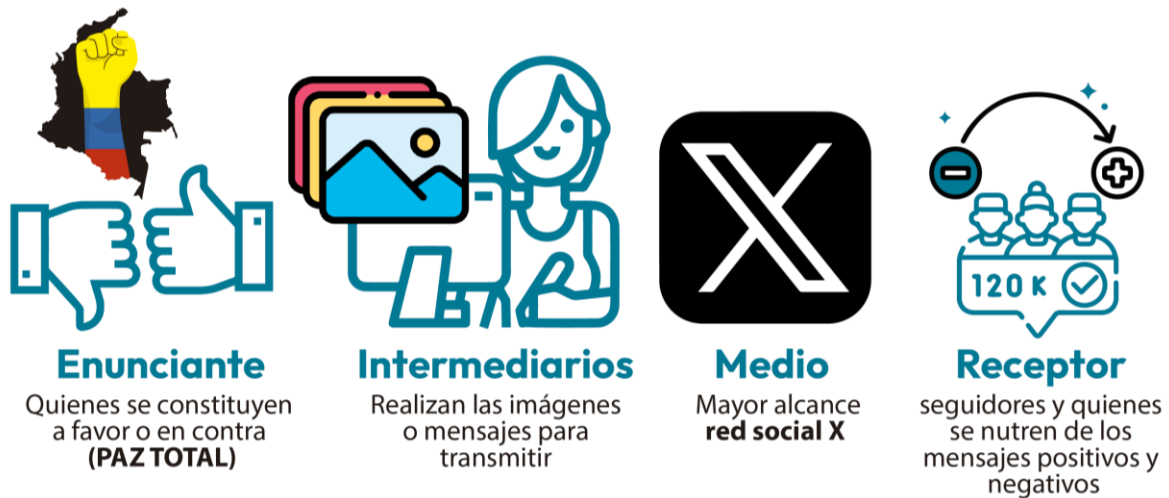 120 K
Enunciante
Quienes se constituyen
a favor o en contra
(PAZ TOTAL)
Intermediarios
Realizan las imágenes
o mensajes para
transmitir
Medio
Mayor alcance
red social X
Receptor
seguidores y quienes
se nutren de los
mensajes positivos y
negativos